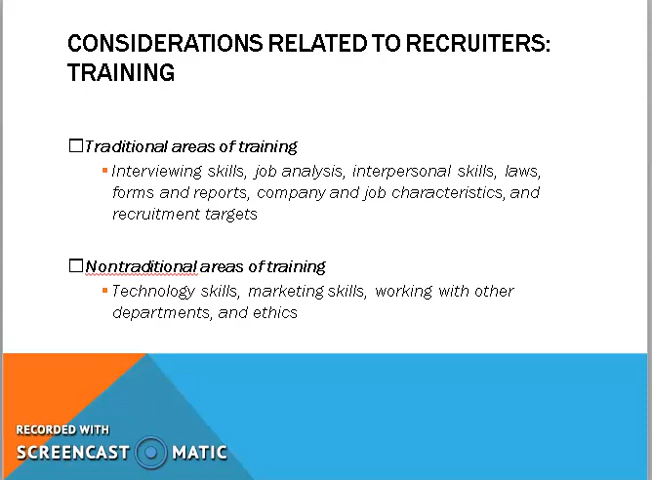 CONSIDERATIONS RELATED TO RECRUITERS:
TRAINING
Traditional areas of training
Interviewing skills, job analysis, interpersonal skills, laws,
forms and reports, company and job characteristics, and
recruitment targets
Nontraditional areas of training
Technology skills, marketing skills, working with other
departments, and ethics
RECORDED WITH
SCREENCAST MATIC